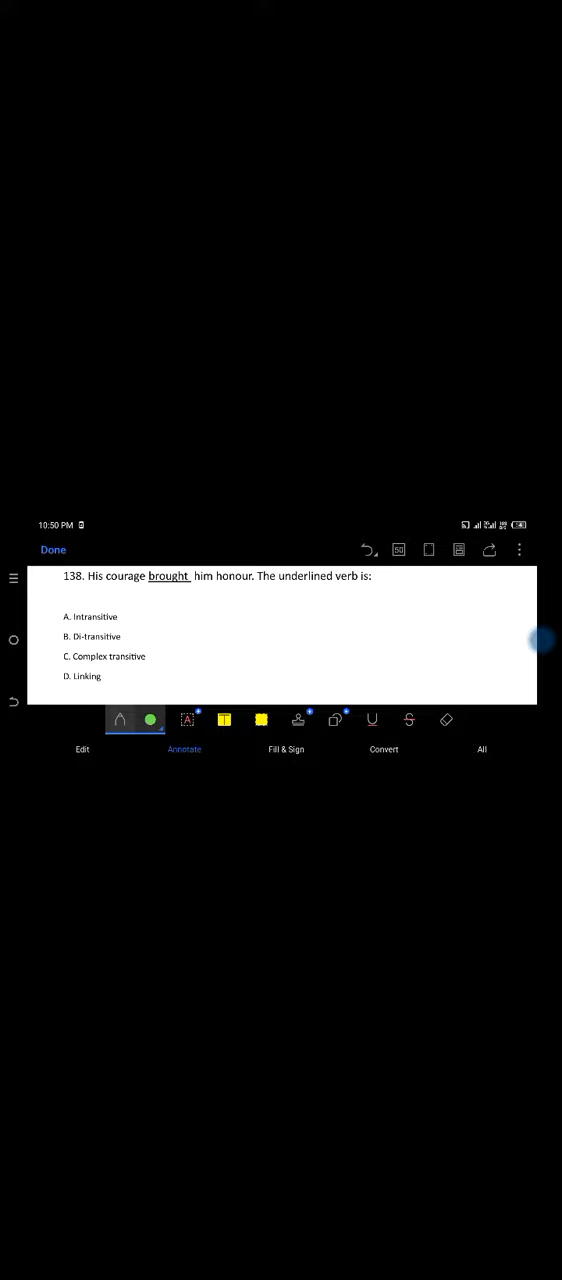 10:50 PM
Done
50
138. His courage brought him honour. The underlined verb is:
A. Intransitive
B. Di-transitive
C. Complex transitive
D. Linking
Edit
Annotate
Fill & Sign
Convert
All